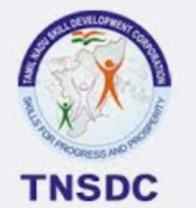 TAMIL NADU SKILL DEVELOPMENT CORPORATION
SKILLS FOR PROGRESS AND PROSPERITY
TNSDC